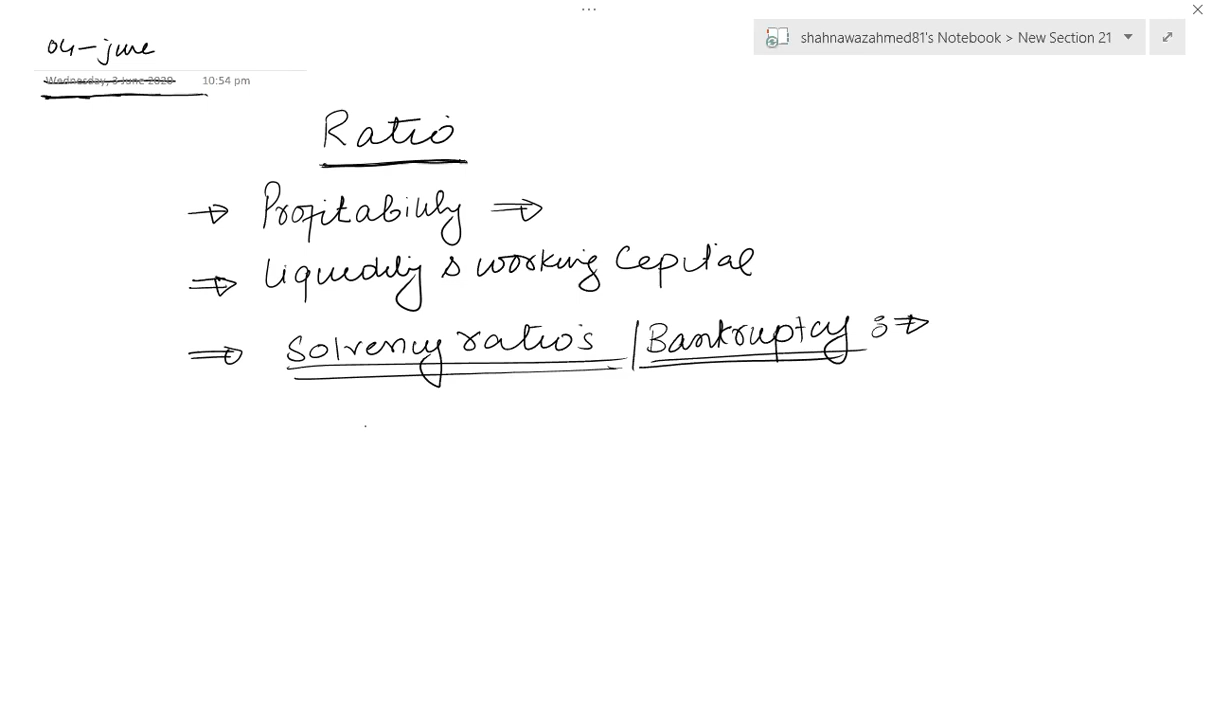 ...
shahnawazahmed81's Notebook > New Section 21
04-june
Wednesday, 3 June 2020 10:54 pm
Ratio
→ Profitability ⇒
⇒ Liquidity & working Capital
⇒ Solvency ratio's | Bankruptcy : ⇒